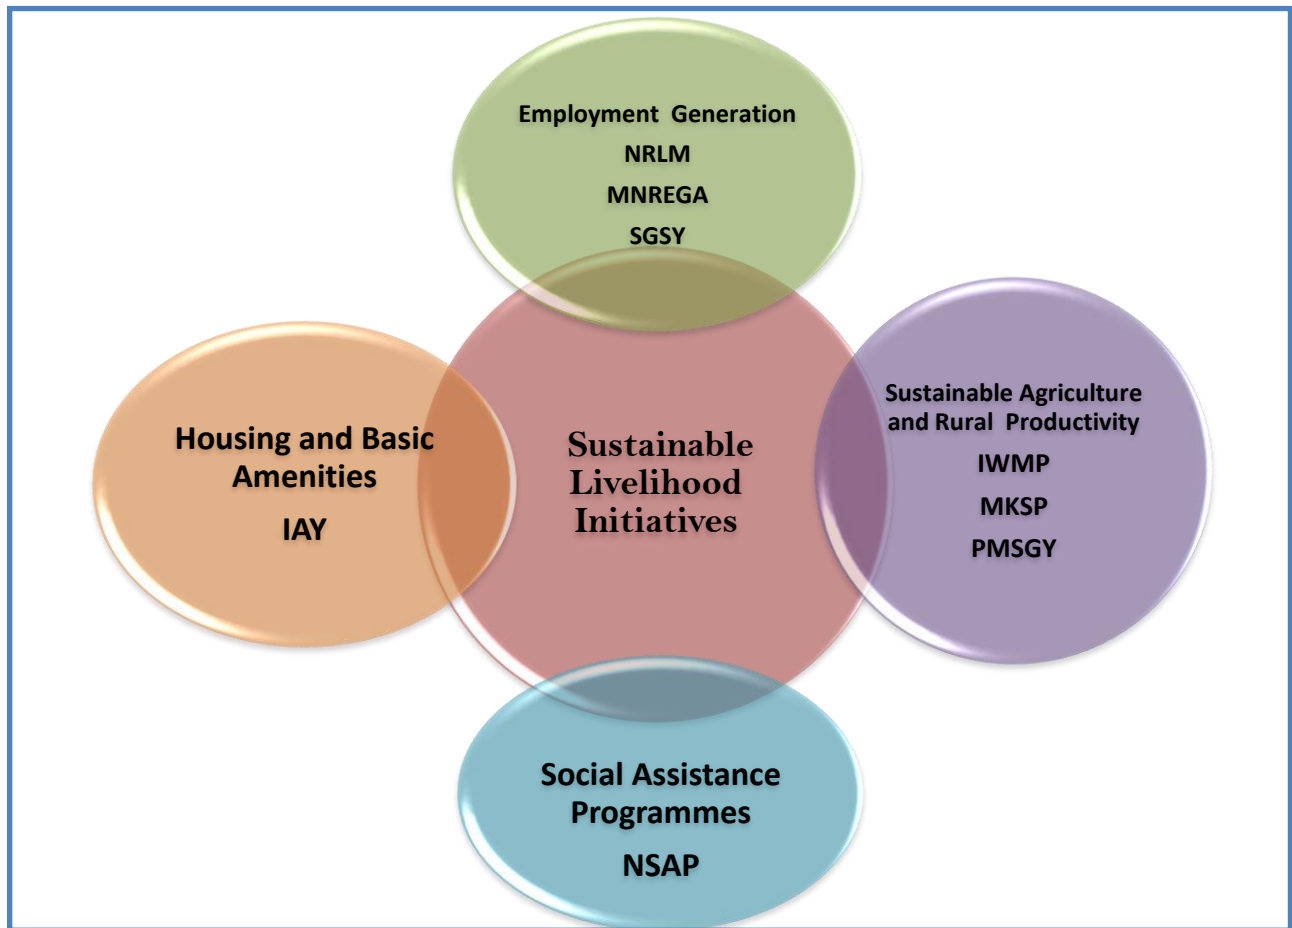 Employment Generation
NRLM
MNREGA
SGSY
Housing and Basic
Amenities
IAY
Sustainable
Livelihood
Initiatives
Sustainable Agriculture
and Rural Productivity
IWMP
MKSP
PMSGY
Social Assistance
Programmes
NSAP